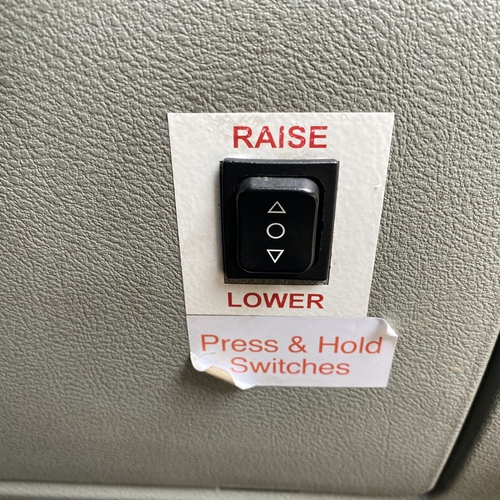 RAISE
LOWER
Press & Hold
Switches